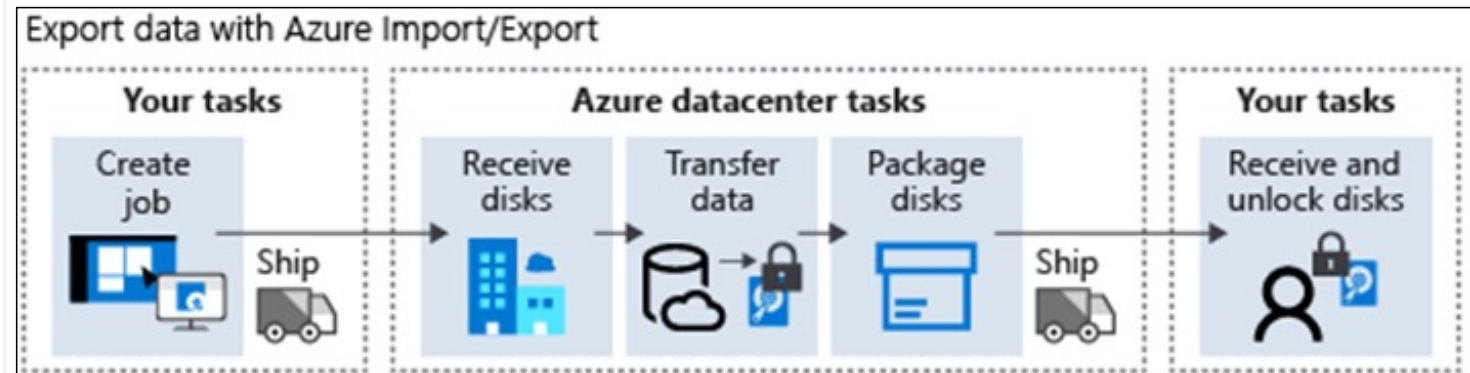 Export data with Azure Import/Export
Your tasks
Azure datacenter tasks
Your tasks
Create
job
Ship
Receive
disks
Transfer
data
Package
disks
Ship
Receive and
unlock disks